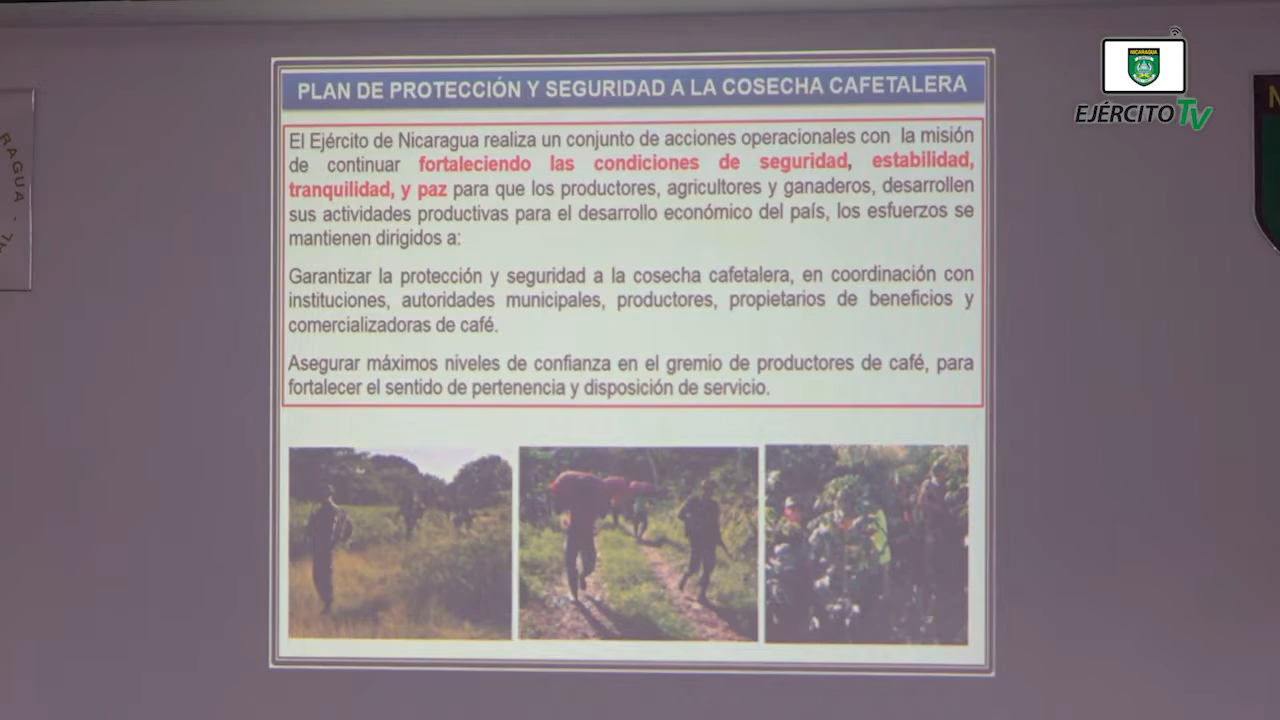 NICARAGUA
EJÉRCITOTV
RAGUA .
AL
N
PLAN DE PROTECCIÓN Y SEGURIDAD A LA COSECHA CAFETALERA
El Ejército de Nicaragua realiza un conjunto de acciones operacionales con la misión
de continuar fortaleciendo las condiciones de seguridad, estabilidad,
tranquilidad, y paz para que los productores, agricultores y ganaderos, desarrollen
sus actividades productivas para el desarrollo económico del país, los esfuerzos se
mantienen dirigidos a:
Garantizar la protección y seguridad a la cosecha cafetalera, en coordinación con
instituciones, autoridades municipales, productores, propietarios de beneficios y
comercializadoras de café.
Asegurar máximos niveles de confianza en el gremio de productores de café, para
fortalecer el sentido de pertenencia y disposición de servicio.